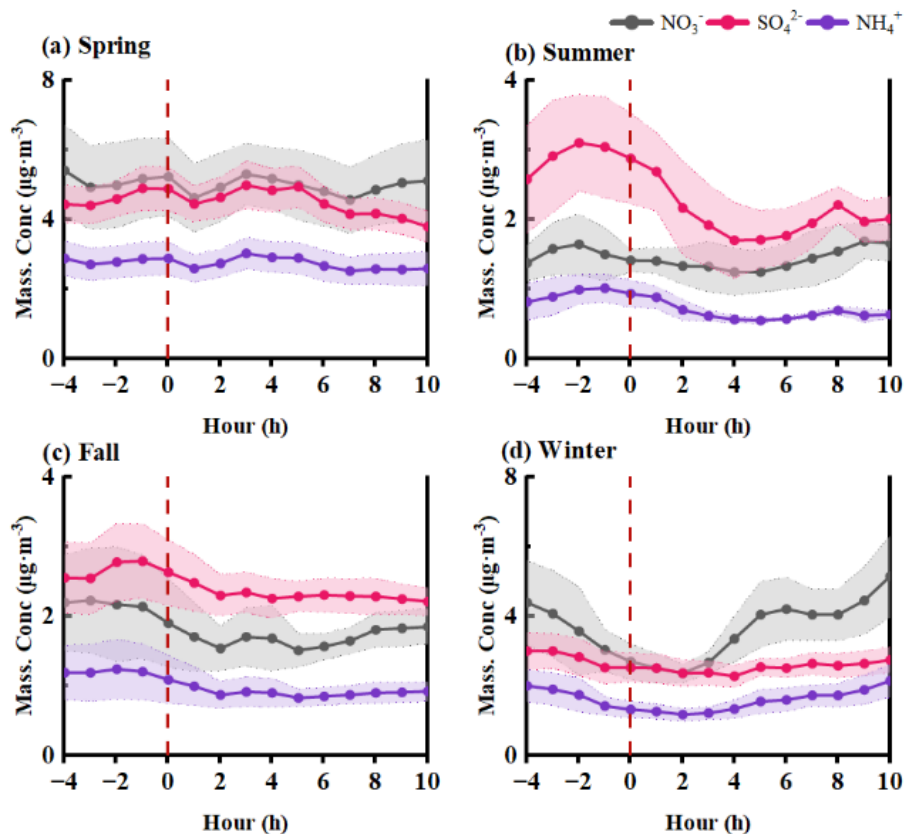 NO₃⁻ SO₄²⁻ NH₄⁺
(a) Spring
8
4
0
Mass. Conc (μg·m⁻³)
−4 −2 0 2 4 6 8 10
Hour (h)
(b) Summer
4
2
0
Mass. Conc (μg·m⁻³)
−4 −2 0 2 4 6 8 10
Hour (h)
(c) Fall
4
2
0
Mass. Conc (μg·m⁻³)
−4 −2 0 2 4 6 8 10
Hour (h)
(d) Winter
8
4
0
Mass. Conc (μg·m⁻³)
−4 −2 0 2 4 6 8 10
Hour (h)